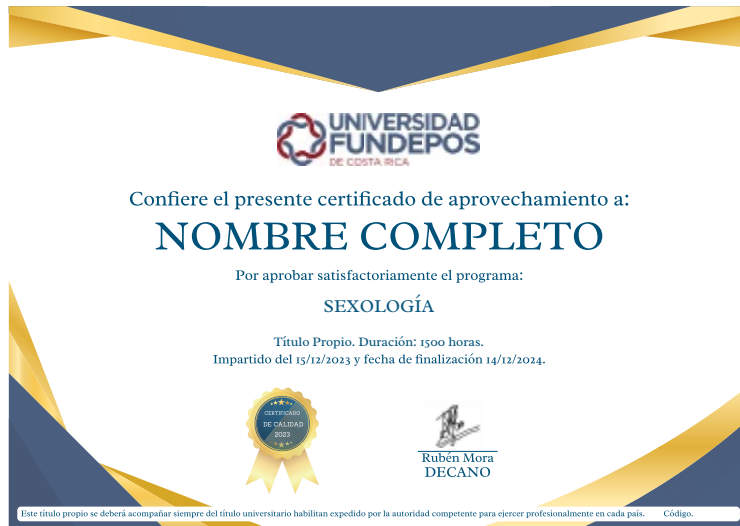 UNIVERSIDAD
FUNDEPOS
DE COSTA RICA
Confiere el presente certificado de aprovechamiento a:
NOMBRE COMPLETO
Por aprobar satisfactoriamente el programa:
SEXOLOGÍA
Título Propio. Duración: 1500 horas.
Impartido del 15/12/2023 y fecha de finalización 14/12/2024.
CERTIFICADO
DE CALIDAD
2023
Rubén Mora
DECANO
Este título propio se deberá acompañar siempre del título universitario habilitan expedido por la autoridad competente para ejercer profesionalmente en cada país. Código.